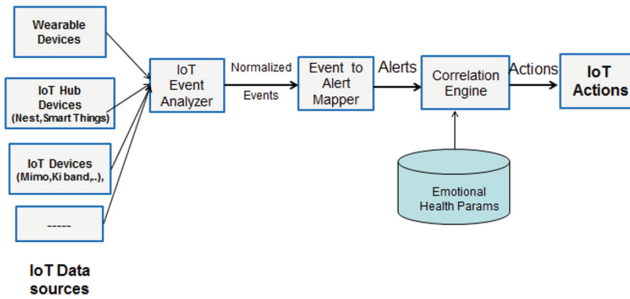 Wearable
Devices
IoT Hub
Devices
(Nest,Smart Things)
IoT Devices
(Mimo,Ki band,..),
-----
IoT Data
sources
IoT
Event
Analyzer
Normalized
Events
Event to
Alert
Mapper
Alerts
Correlation
Engine
Actions
IoT
Actions
Emotional
Health Params